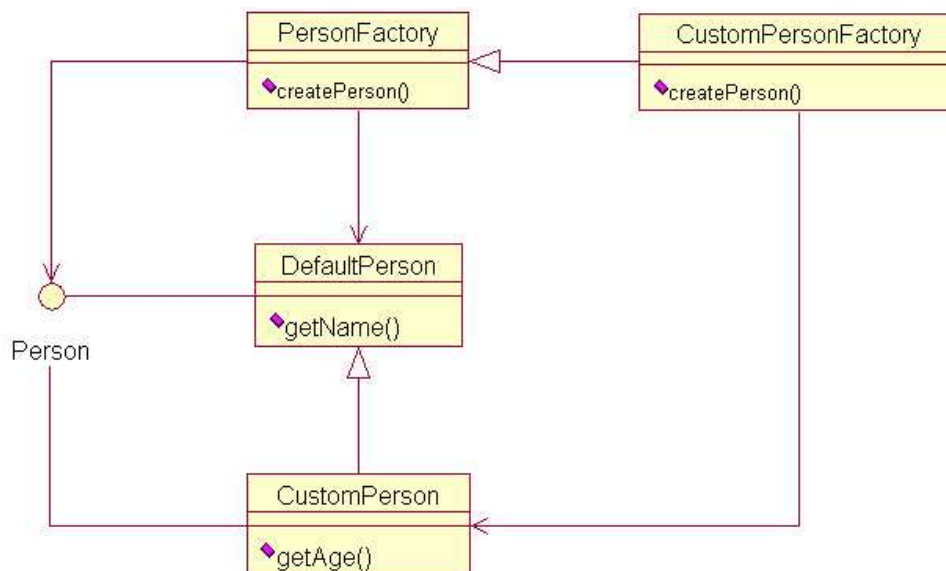 PersonFactory
createPerson()
CustomPersonFactory
createPerson()
DefaultPerson
getName()
Person
CustomPerson
getAge()